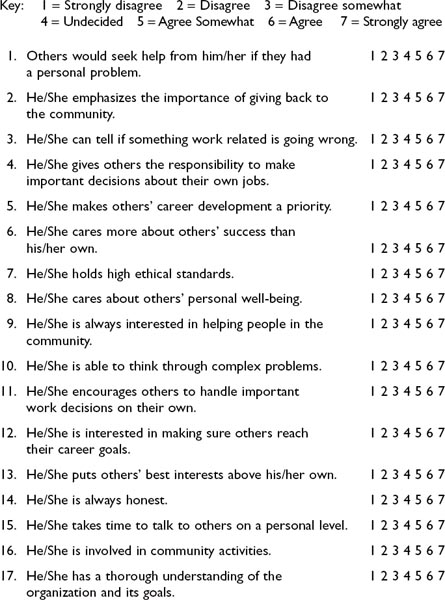 Key: 1 = Strongly disagree 2 = Disagree 3 = Disagree somewhat
4 = Undecided 5 = Agree Somewhat 6 = Agree 7 = Strongly agree
1. Others would seek help from him/her if they had 1 2 3 4 5 6 7
a personal problem.
2. He/She emphasizes the importance of giving back to 1 2 3 4 5 6 7
the community.
3. He/She can tell if something work related is going wrong. 1 2 3 4 5 6 7
4. He/She gives others the responsibility to make 1 2 3 4 5 6 7
important decisions about their own jobs.
5. He/She makes others’ career development a priority. 1 2 3 4 5 6 7
6. He/She cares more about others’ success than
his/her own. 1 2 3 4 5 6 7
7. He/She holds high ethical standards. 1 2 3 4 5 6 7
8. He/She cares about others’ personal well-being. 1 2 3 4 5 6 7
9. He/She is always interested in helping people in the 1 2 3 4 5 6 7
community.
10. He/She is able to think through complex problems. 1 2 3 4 5 6 7
11. He/She encourages others to handle important 1 2 3 4 5 6 7
work decisions on their own.
12. He/She is interested in making sure others reach 1 2 3 4 5 6 7
their career goals.
13. He/She puts others’ best interests above his/her own. 1 2 3 4 5 6 7
14. He/She is always honest. 1 2 3 4 5 6 7
15. He/She takes time to talk to others on a personal level. 1 2 3 4 5 6 7
16. He/She is involved in community activities. 1 2 3 4 5 6 7
17. He/She has a thorough understanding of the 1 2 3 4 5 6 7
organization and its goals.